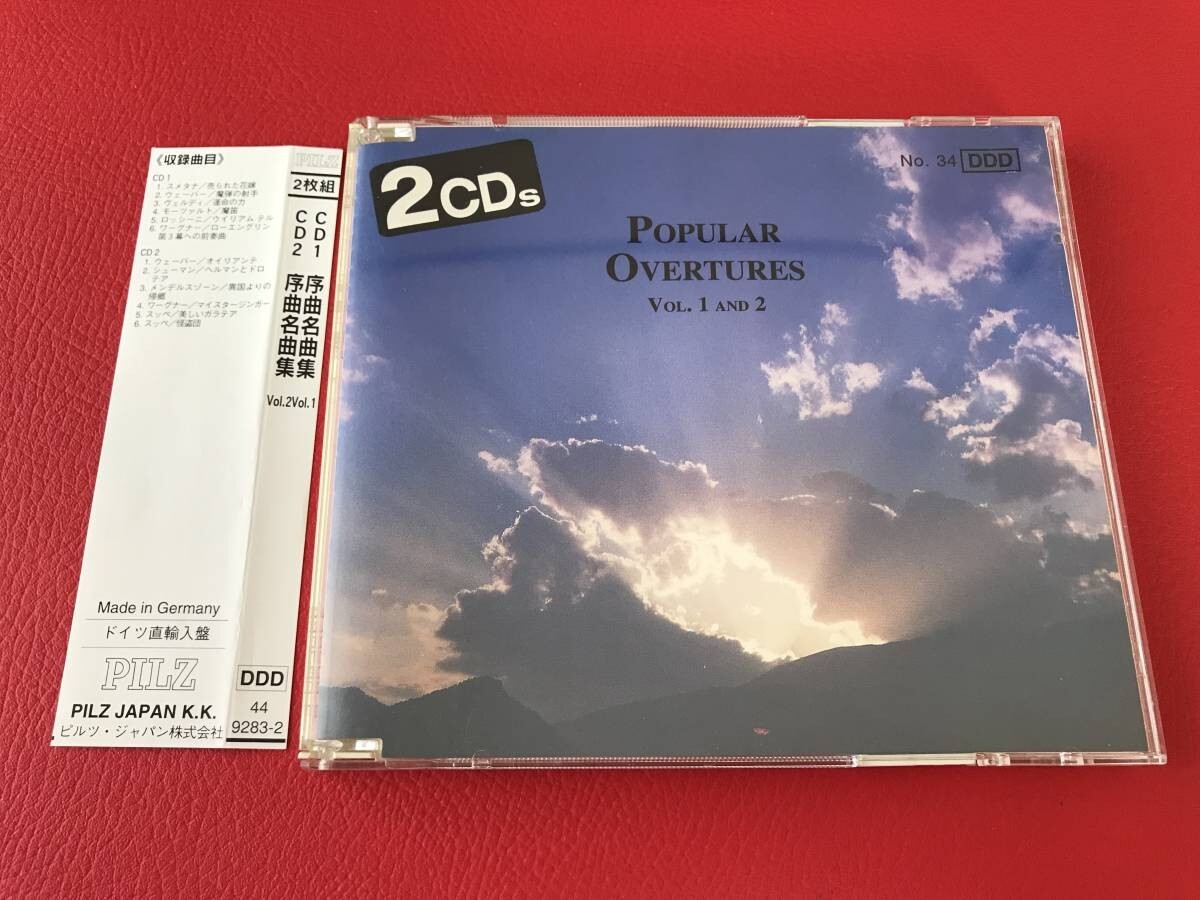 《収録曲目》
CD 1
1. スメタナ/売られた花嫁
2. ウェーバー/魔弾の射手
3. ヴェルディ/運命の力
4. モーツァルト/魔笛
5. ロッシーニ/ウイリアム テル
6. ワーグナー/ローエングリン
第3幕への前奏曲
CD 2
1. ウェーバー/オイリアンテ
2. シューマン/ヘルマンとドロ
テア
3. メンデルスゾーン/異国よりの
帰郷
4. ワーグナー/マイスタージンガー
5. スッペ/美しいガラテア
6. スッペ/怪盗団
Made in Germany
ドイツ直輸入盤
PILZ
PILZ JAPAN K.K.
ピルツ・ジャパン株式会社
PILZ
2枚組
CD1 序曲名曲集 Vol.1
CD2 序曲名曲集 Vol.2
DDD
44
9283-2
2CDs
No. 34 DDD
POPULAR
OVERTURES
VOL. 1 AND 2